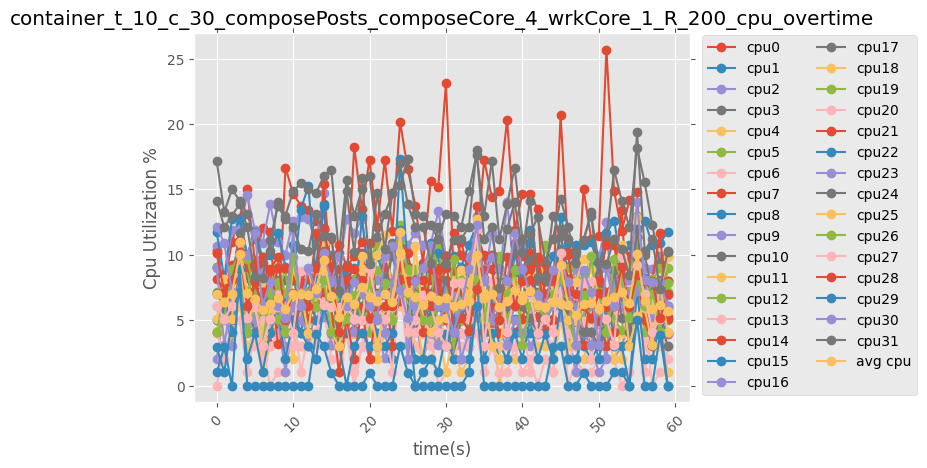 container_t_10_c_30_composePosts_composeCore_4_wrkCore_1_R_200_cpu_overtime
Cpu Utilization %
25
20
15
10
5
0
0
10
20
30
40
50
60
time(s)
cpu0
cpu1
cpu2
cpu3
cpu4
cpu5
cpu6
cpu7
cpu8
cpu9
cpu10
cpu11
cpu12
cpu13
cpu14
cpu15
cpu16
cpu17
cpu18
cpu19
cpu20
cpu21
cpu22
cpu23
cpu24
cpu25
cpu26
cpu27
cpu28
cpu29
cpu30
cpu31
avg cpu